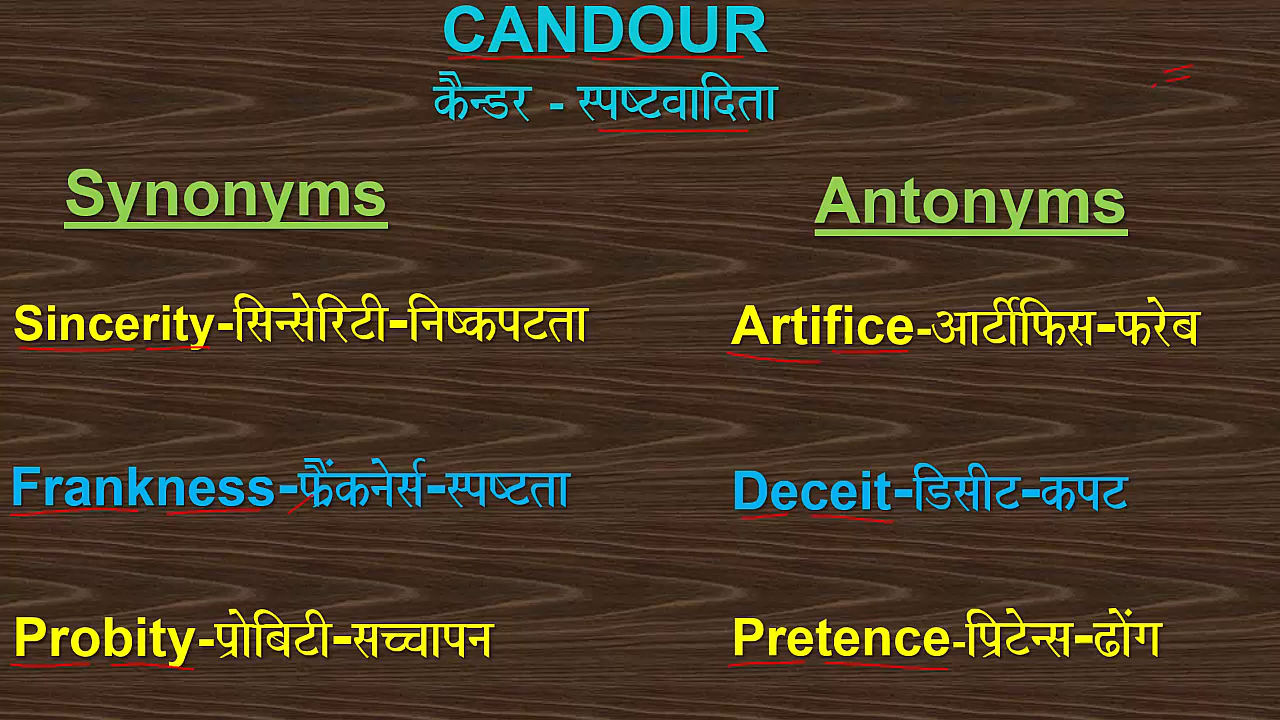 CANDOUR
कैन्डर - स्पष्टवादिता
Synonyms
Antonyms
Sincerity-सिन्सेरिटी-निष्कपटता
Artifice-आर्टीफिस-फरेब
Frankness-फ्रैंकनेर्स-स्पष्टता
Deceit-डिसीट-कपट
Probity-प्रोबिटी-सच्चापन
Pretence-प्रिटेन्स-ढोंग